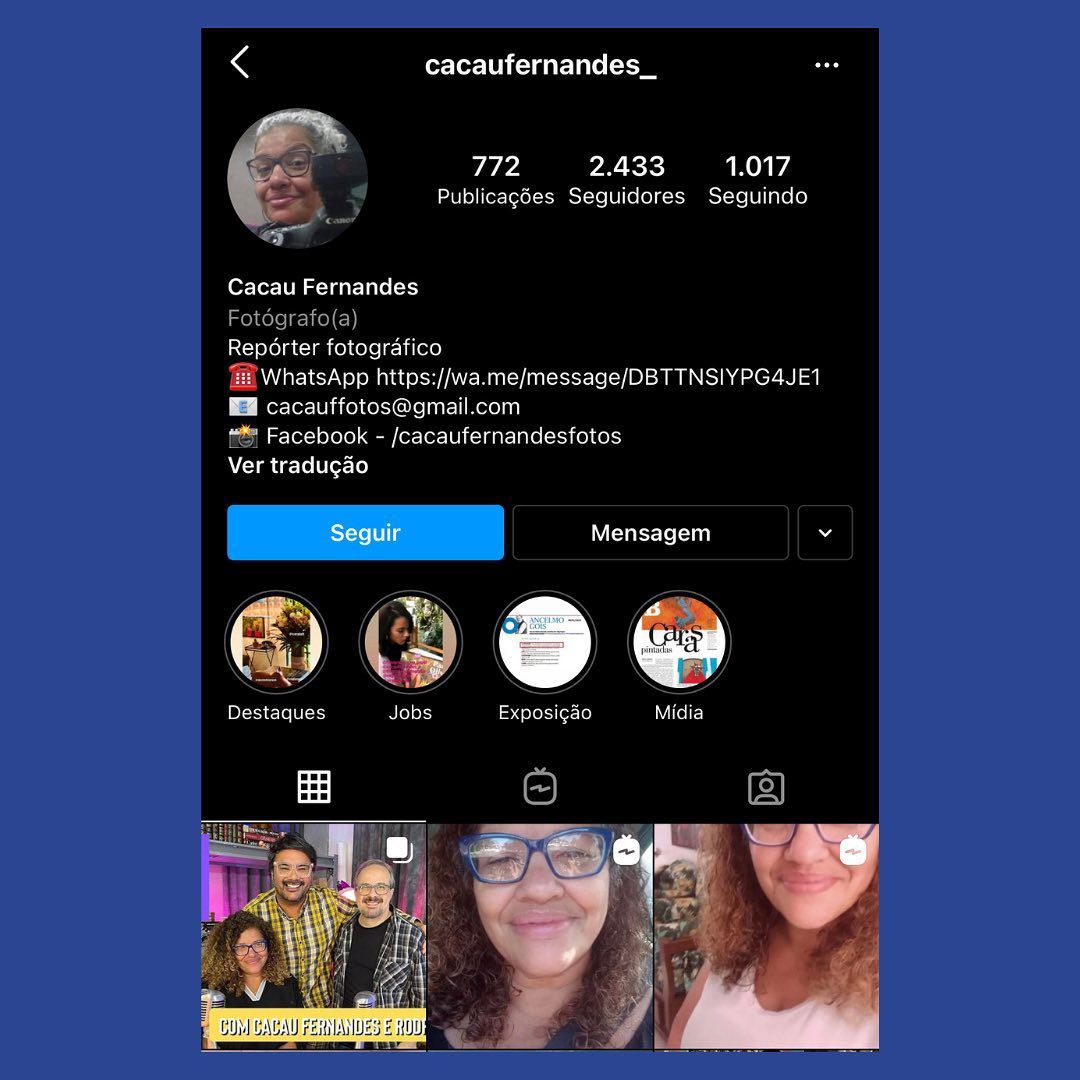 cacaufernandes_
772
2.433
1.017
Publicações
Seguidores
Seguindo
Canon
Cacau Fernandes
Fotógrafo(a)
Repórter fotográfico
WhatsApp https://wa.me/message/DBTTNSIYPG4JE1
cacauffotos@gmail.com
Facebook - /cacaufernandesfotos
Ver tradução
Seguir
Mensagem
ANCELMO
GOIS
B
Caras
pintadas
Destaques
Jobs
Exposição
Mídia
COM CACAU FERNANDES E